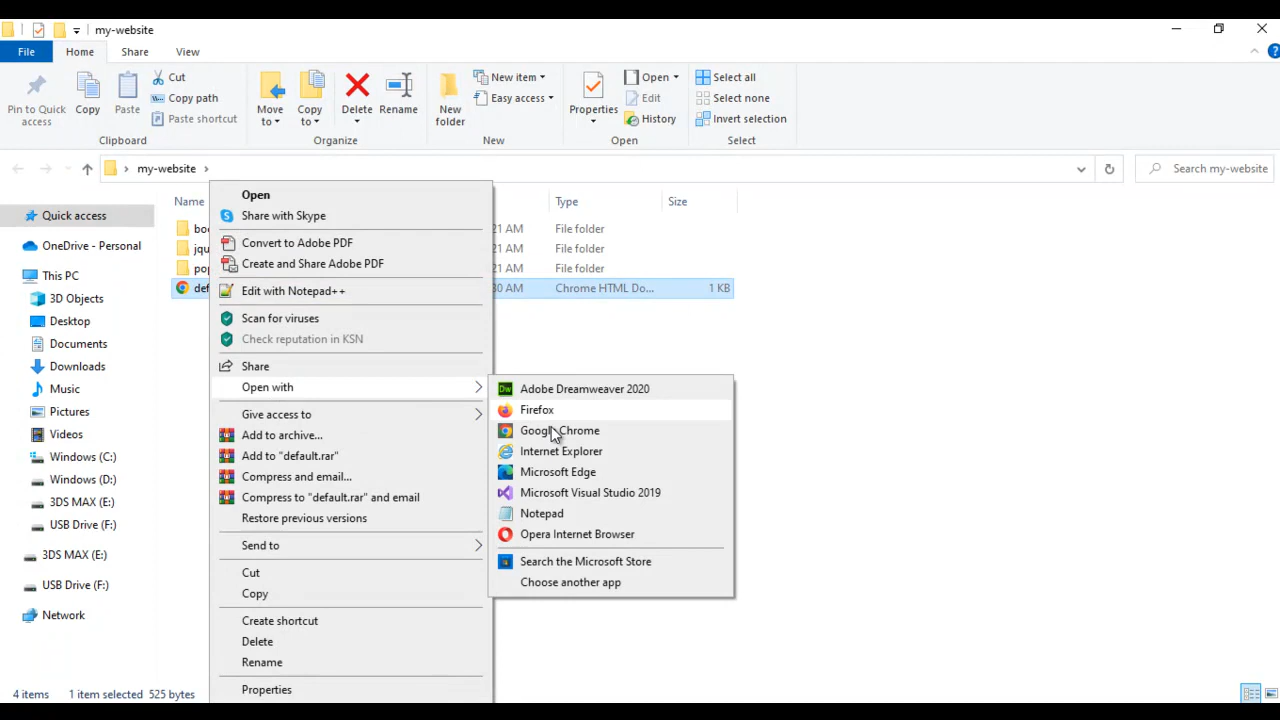 my-website
File Home Share View
Pin to Quick access
Copy
Paste
Cut
Copy path
Paste shortcut
Clipboard
Move to
Copy to
Delete
Rename
Organize
New folder
New item
Easy access
New
Properties
Open
Edit
History
Open
Select all
Select none
Invert selection
Select
my-website
Search my-website
Quick access
OneDrive - Personal
This PC
3D Objects
Desktop
Documents
Downloads
Music
Pictures
Videos
Windows (C:)
Windows (D:)
3DS MAX (E:)
USB Drive (F:)
3DS MAX (E:)
USB Drive (F:)
Network
Name Type Size
boo 21 AM File folder
jqu 21 AM File folder
pop 21 AM File folder
def 30 AM Chrome HTML Do... 1 KB
Open
Share with Skype
Convert to Adobe PDF
Create and Share Adobe PDF
Edit with Notepad++
Scan for viruses
Check reputation in KSN
Share
Open with
Give access to
Add to archive...
Add to "default.rar"
Compress and email...
Compress to "default.rar" and email
Restore previous versions
Send to
Cut
Copy
Create shortcut
Delete
Rename
Properties
Adobe Dreamweaver 2020
Firefox
Google Chrome
Internet Explorer
Microsoft Edge
Microsoft Visual Studio 2019
Notepad
Opera Internet Browser
Search the Microsoft Store
Choose another app
4 items 1 item selected 525 bytes